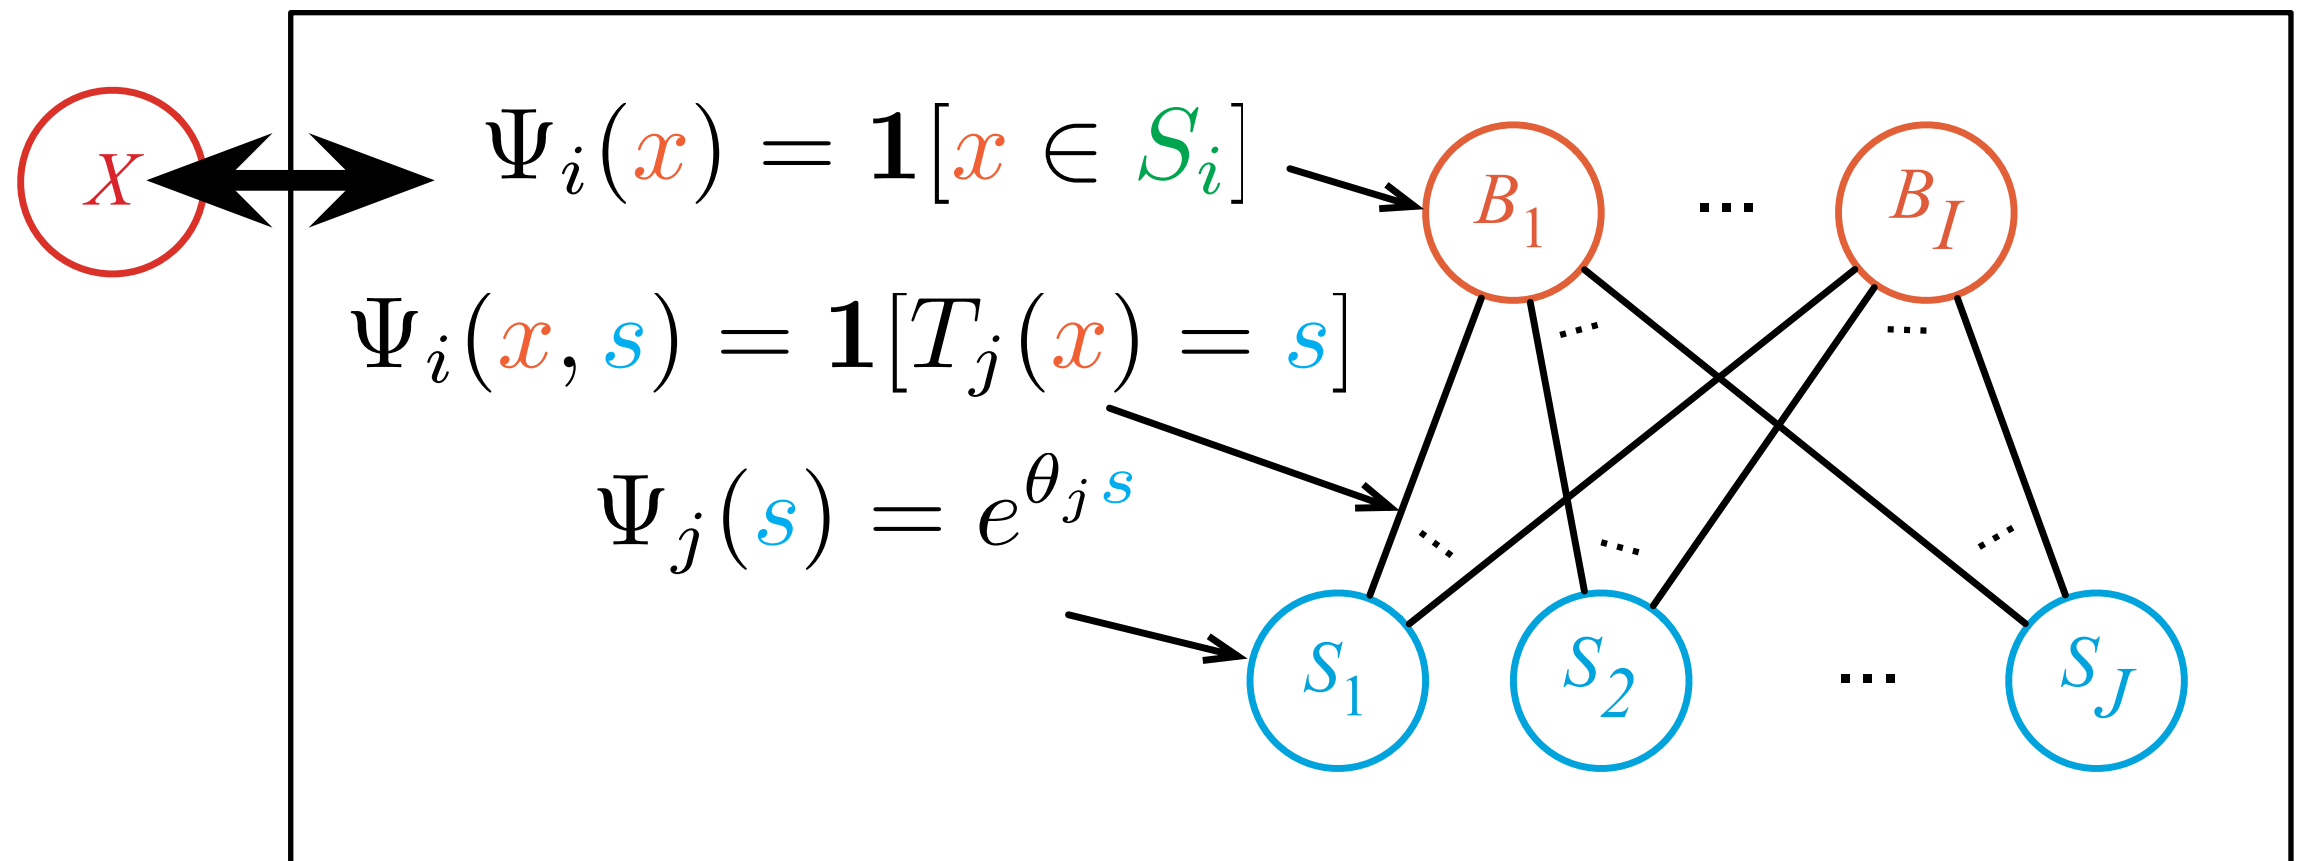 X
Ψ_i(x) = 1[x ∈ S_i]
B_1 ... B_I
Ψ_i(x, s) = 1[T_j(x) = s]
Ψ_j(s) = e^{θ_j s}
S_1 S_2 ... S_J